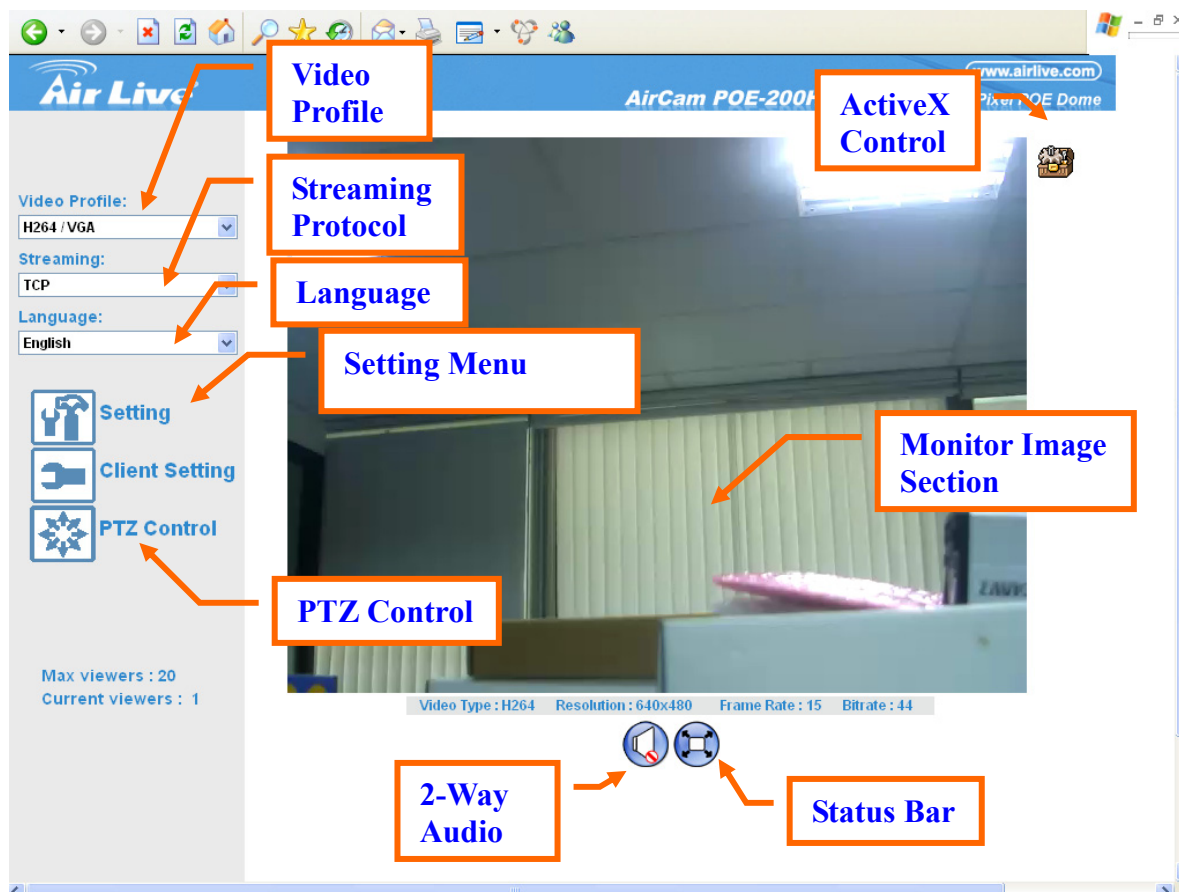 Air Live
www.airlive.com
AirCam POE-200H
Pixel POE Dome
Video
Profile
ActiveX
Control
Streaming
Protocol
Language
Setting Menu
Monitor Image
Section
PTZ Control
2-Way
Audio
Status Bar
Video Profile:
H264 / VGA
Streaming:
TCP
Language:
English
Setting
Client Setting
PTZ Control
Max viewers : 20
Current viewers : 1
Video Type : H264 Resolution : 640x480 Frame Rate : 15 Bitrate : 44